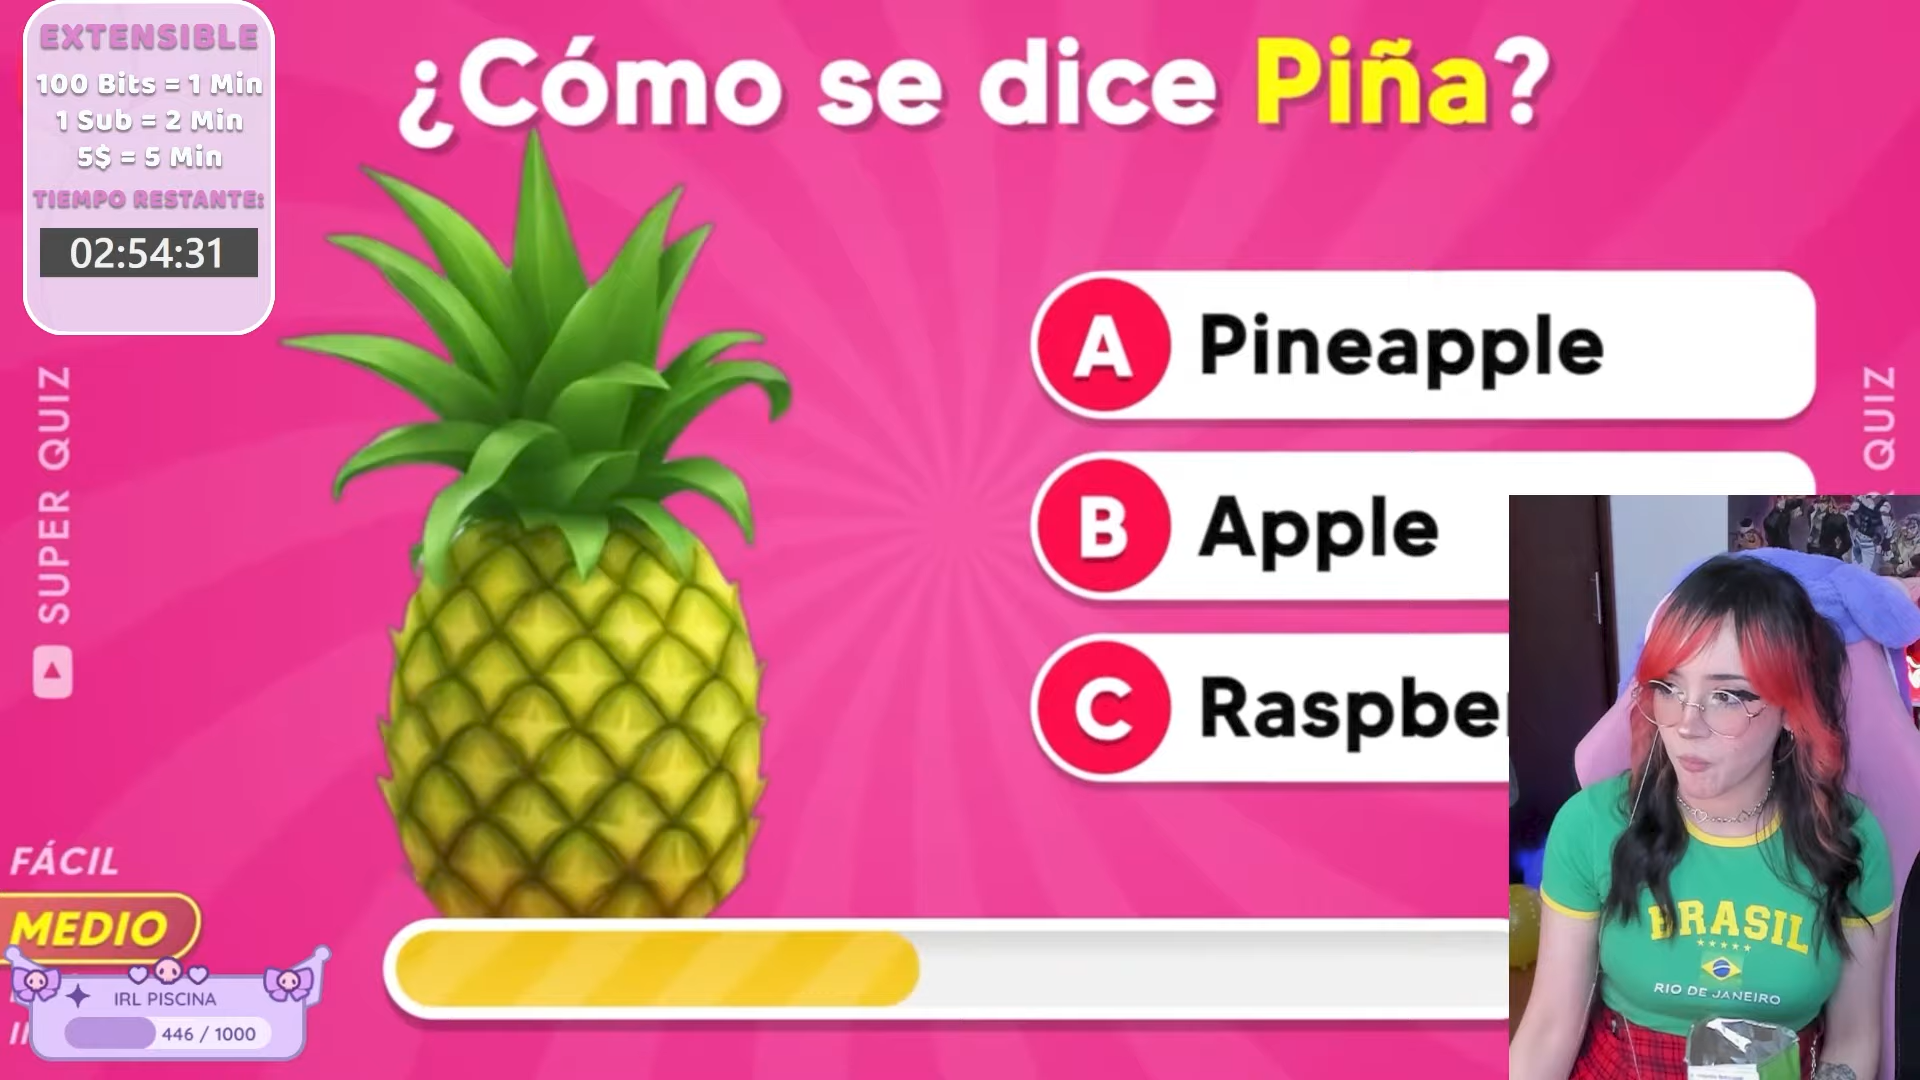 EXTENSIBLE
100 Bits = 1 Min
1 Sub = 2 Min
5$ = 5 Min
TIEMPO RESTANTE:
02:54:31
¿Cómo se dice Piña?
A Pineapple
B Apple
C Raspber
SUPER QUIZ
QUIZ
FÁCIL
MEDIO
IRL PISCINA
446 / 1000
BRASIL
RIO DE JANEIRO